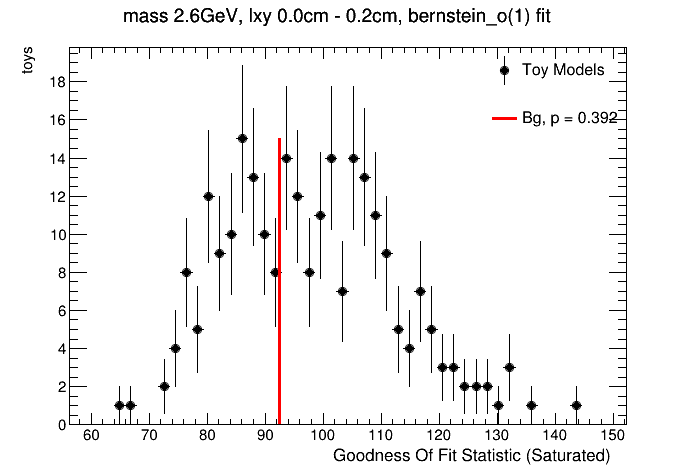 mass 2.6GeV, lxy 0.0cm - 0.2cm, bernstein_o(1) fit
toys
Toy Models
Bg, p = 0.392
18
16
14
12
10
8
6
4
2
0
60 70 80 90 100 110 120 130 140 150
Goodness Of Fit Statistic (Saturated)